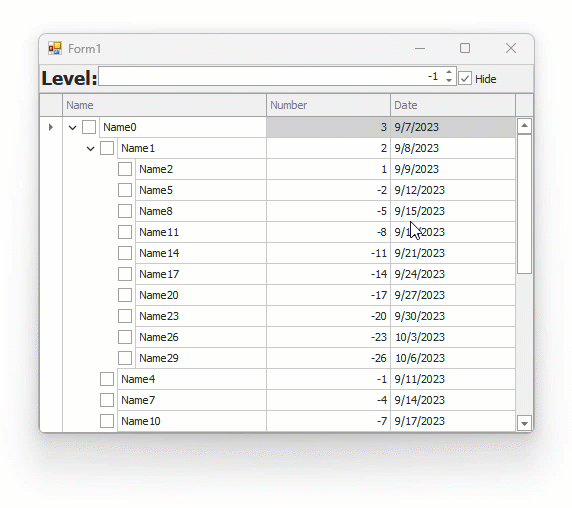 Form1
Level: -1 Hide
Name Number Date
Name0 3 9/7/2023
Name1 2 9/8/2023
Name2 1 9/9/2023
Name5 -2 9/12/2023
Name8 -5 9/15/2023
Name11 -8
Name14 -11 9/21/2023
Name17 -14 9/24/2023
Name20 -17 9/27/2023
Name23 -20 9/30/2023
Name26 -23 10/3/2023
Name29 -26 10/6/2023
Name4 -1 9/11/2023
Name7 -4 9/14/2023
Name10 -7 9/17/2023